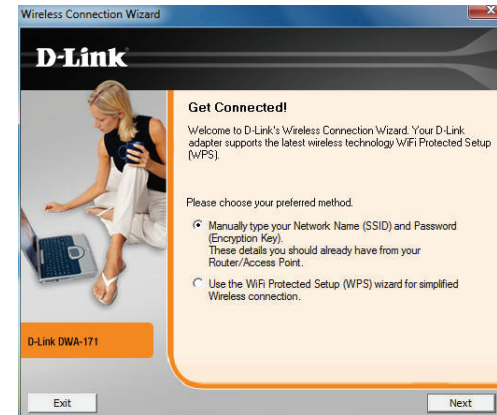 Wireless Connection Wizard
D-Link
Get Connected!
Welcome to D-Link's Wireless Connection Wizard. Your D-Link
adapter supports the latest wireless technology WiFi Protected Setup
(WPS).
Please choose your preferred method.
Manually type your Network Name (SSID) and Password
(Encryption Key).
These details you should already have from your
Router/Access Point.
Use the WiFi Protected Setup (WPS) wizard for simplified
Wireless connection.
D-Link DWA-171
Exit
Next